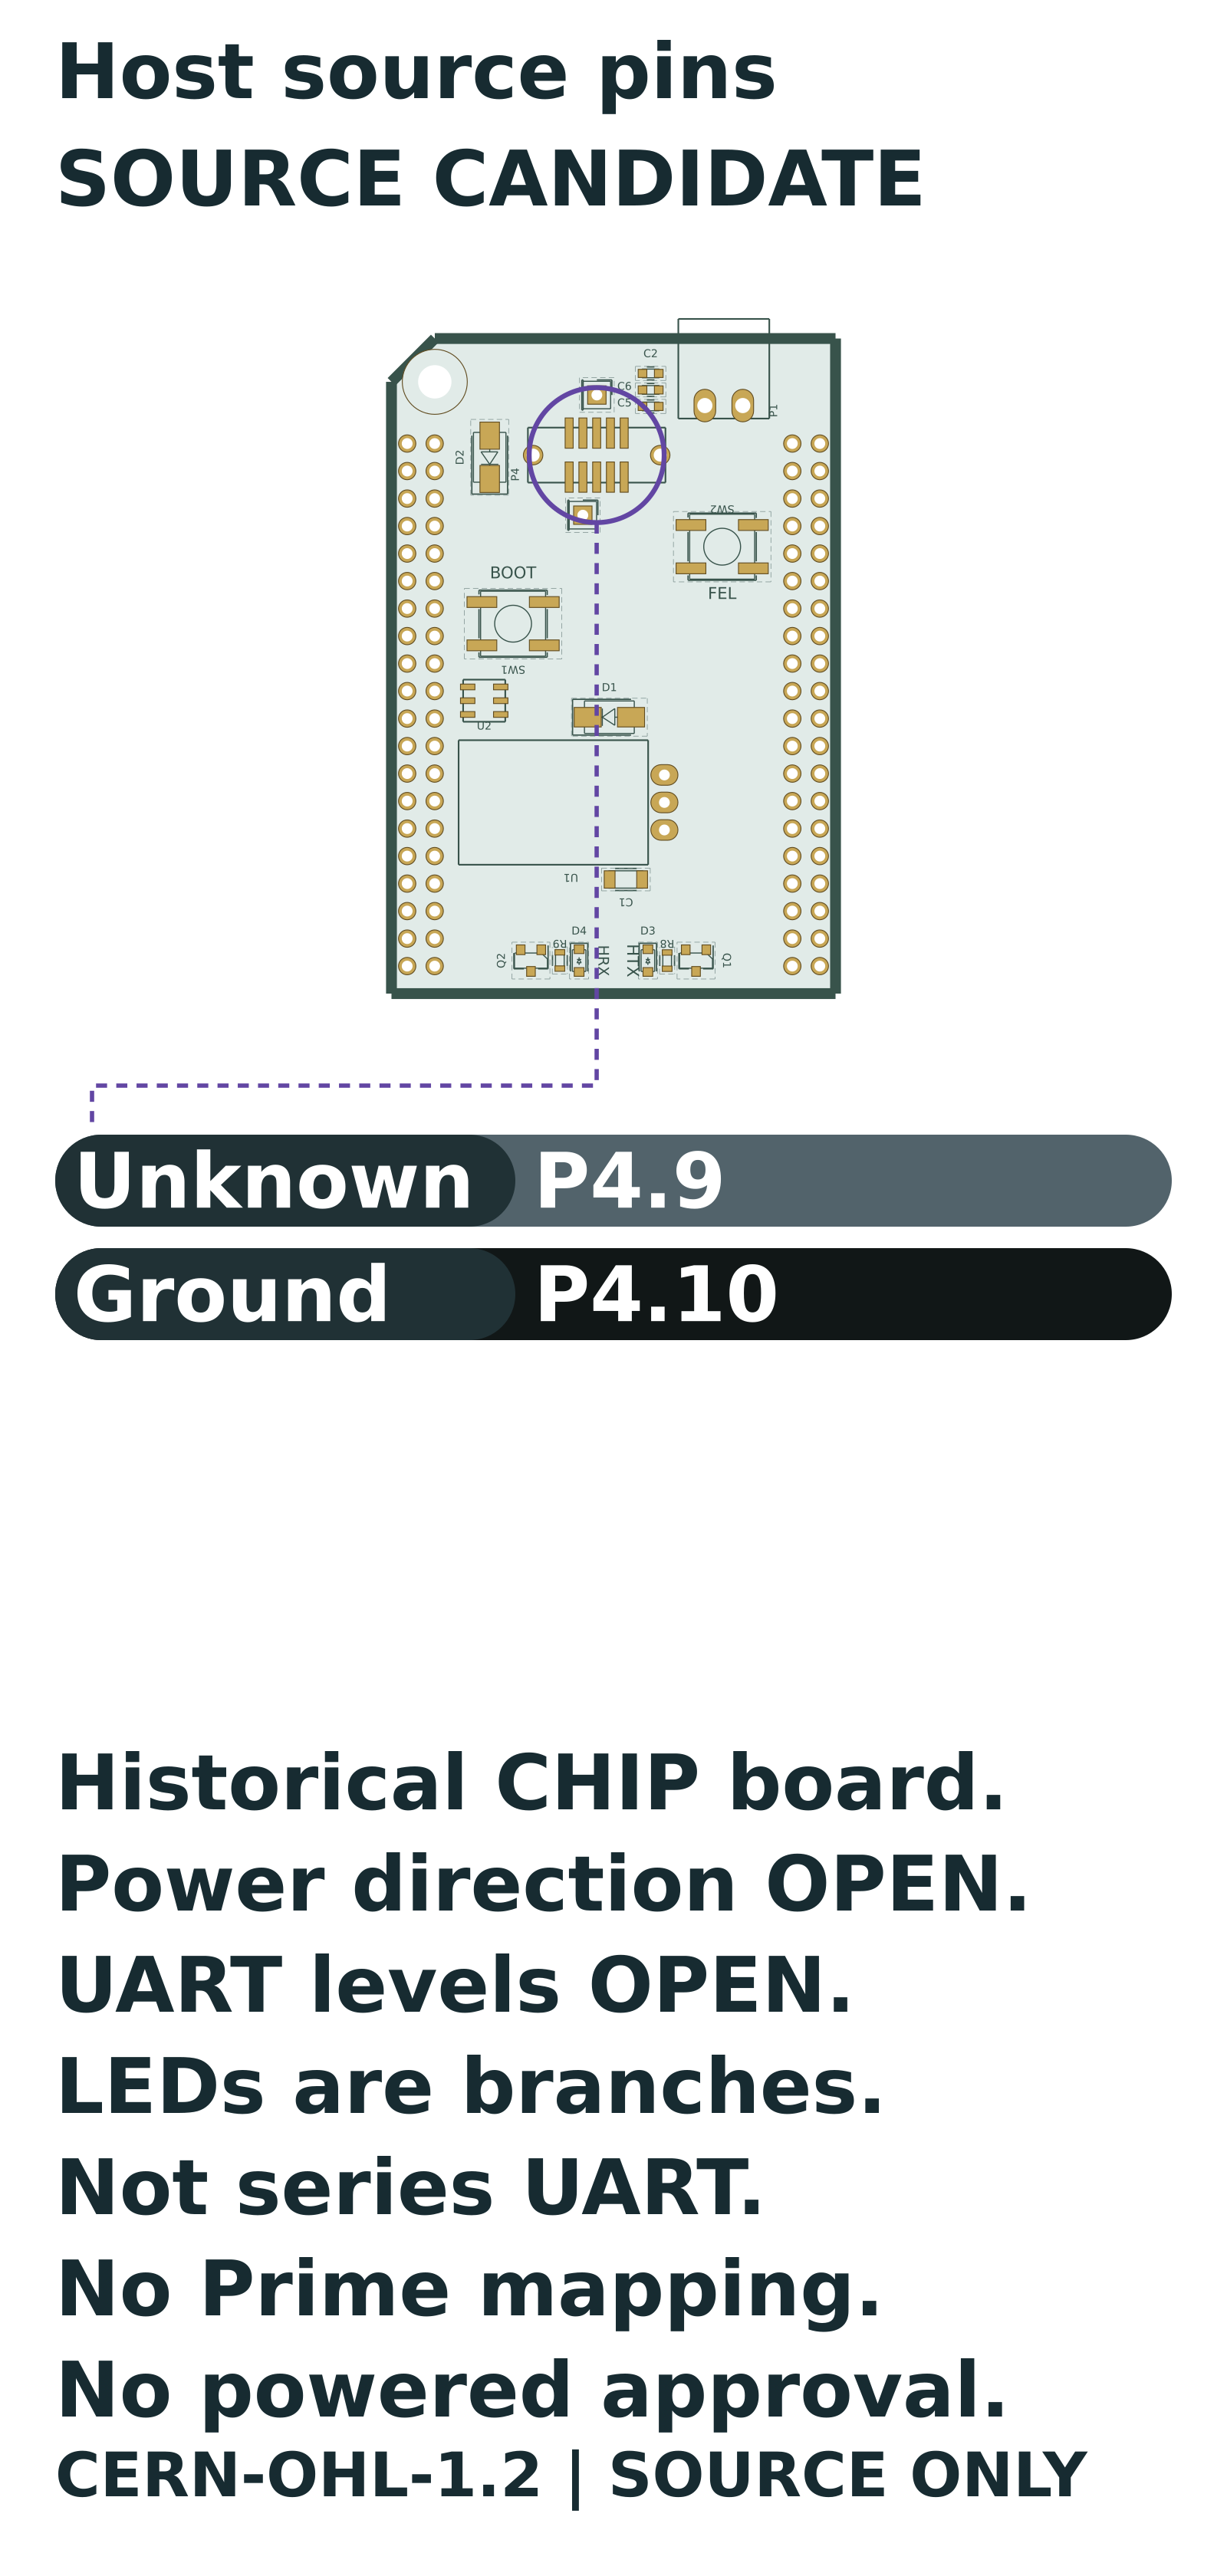 Host source pins
SOURCE CANDIDATE
C2
C6
C5
P1
D2
P4
SW2
BOOT
FEL
SW1
U2
D1
U1
C1
D4
D3
R9
R8
Q2
HRX
HTX
Q1
Unknown P4.9
Ground P4.10
Historical CHIP board.
Power direction OPEN.
UART levels OPEN.
LEDs are branches.
Not series UART.
No Prime mapping.
No powered approval.
CERN-OHL-1.2 | SOURCE ONLY